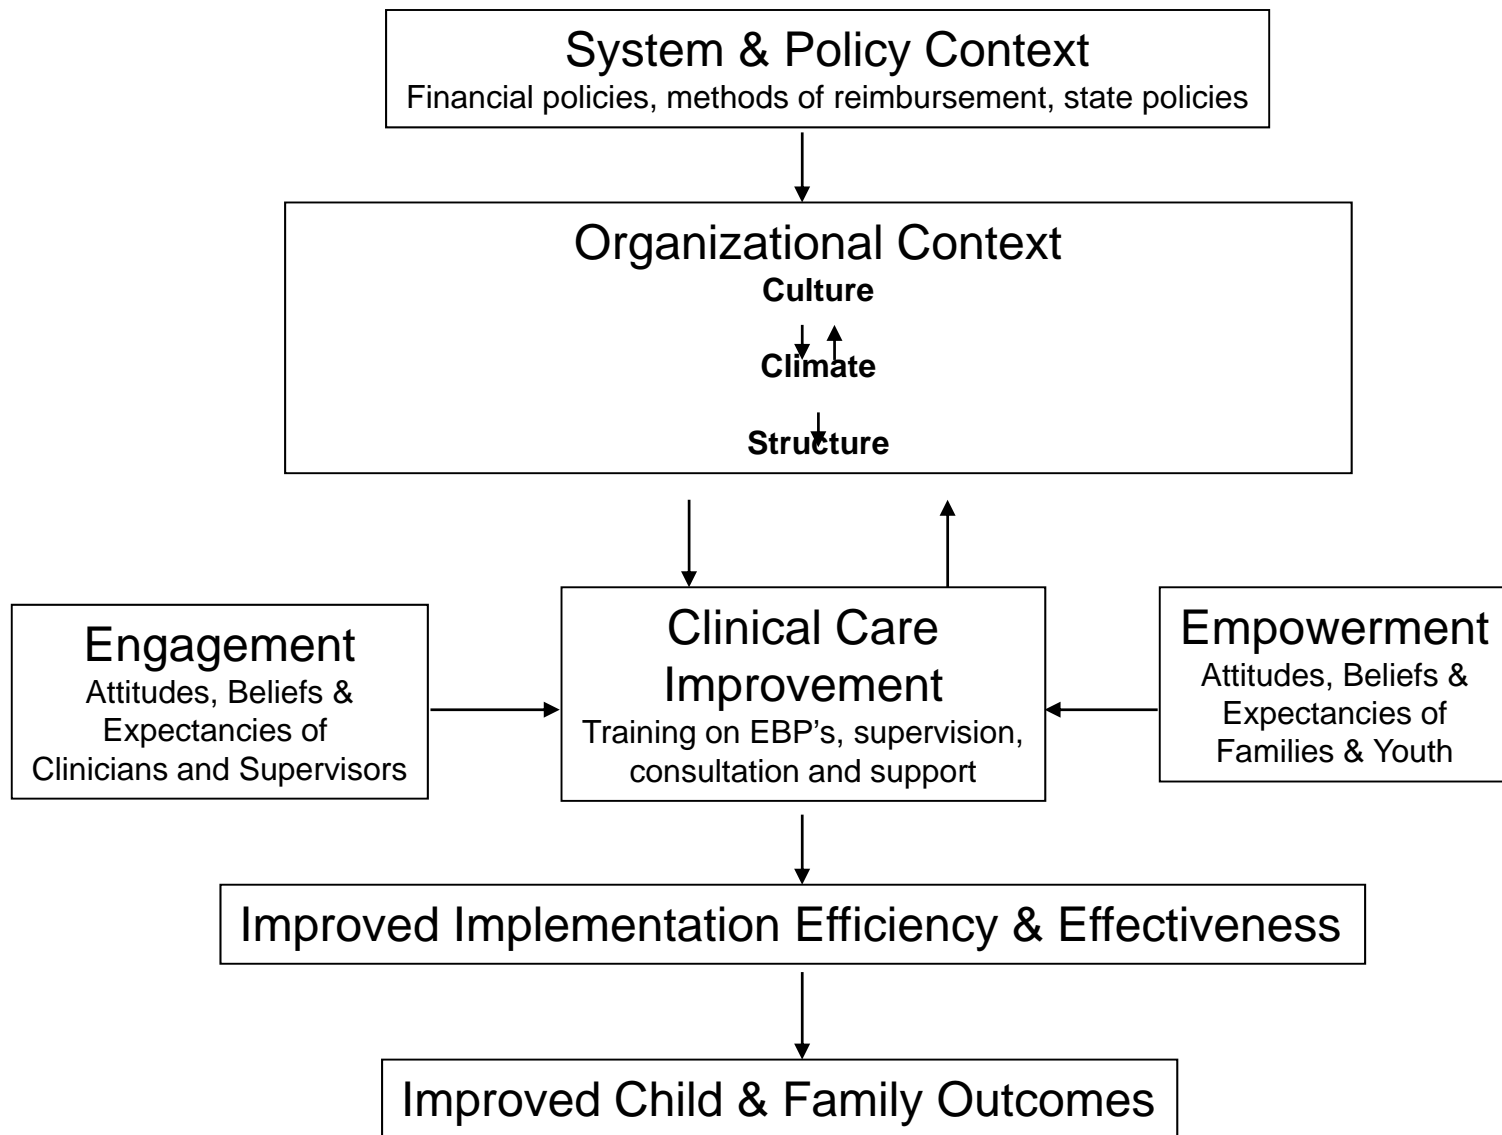 System & Policy Context
Financial policies, methods of reimbursement, state policies
Organizational Context
Culture
Climate
Structure
Engagement
Attitudes, Beliefs &
Expectancies of
Clinicians and Supervisors
Clinical Care
Improvement
Training on EBP’s, supervision,
consultation and support
Empowerment
Attitudes, Beliefs &
Expectancies of
Families & Youth
Improved Implementation Efficiency & Effectiveness
Improved Child & Family Outcomes